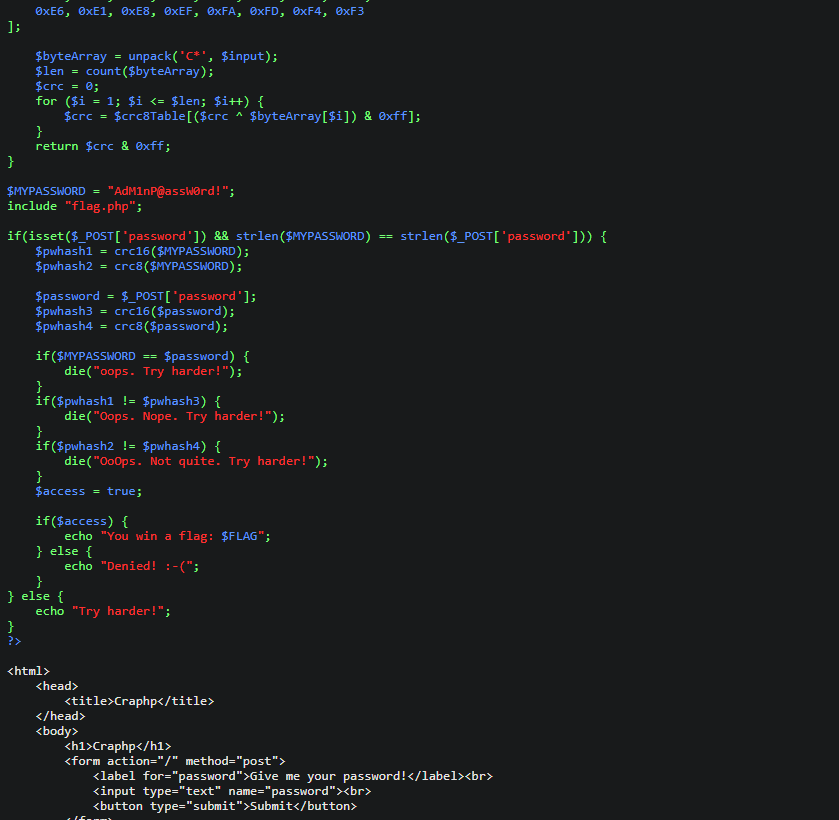 0xE6, 0xE1, 0xE8, 0xEF, 0xFA, 0xFD, 0xF4, 0xF3
];
$byteArray = unpack('C*', $input);
$len = count($byteArray);
$crc = 0;
for ($i = 1; $i <= $len; $i++) {
$crc = $crc8Table[($crc ^ $byteArray[$i]) & 0xff];
}
return $crc & 0xff;
}
$MYPASSWORD = "AdM1nP@assW0rd!";
include "flag.php";
if(isset($_POST['password']) && strlen($MYPASSWORD) == strlen($_POST['password'])) {
$pwhash1 = crc16($MYPASSWORD);
$pwhash2 = crc8($MYPASSWORD);
$password = $_POST['password'];
$pwhash3 = crc16($password);
$pwhash4 = crc8($password);
if($MYPASSWORD == $password) {
die("oops. Try harder!");
}
if($pwhash1 != $pwhash3) {
die("Oops. Nope. Try harder!");
}
if($pwhash2 != $pwhash4) {
die("OoOps. Not quite. Try harder!");
}
$access = true;
if($access) {
echo "You win a flag: $FLAG";
} else {
echo "Denied! :-(";
}
} else {
echo "Try harder!";
}
?>
<html>
<head>
<title>Craphp</title>
</head>
<body>
<h1>Craphp</h1>
<form action="/" method="post">
<label for="password">Give me your password!</label><br>
<input type="text" name="password"><br>
<button type="submit">Submit</button>
</form>